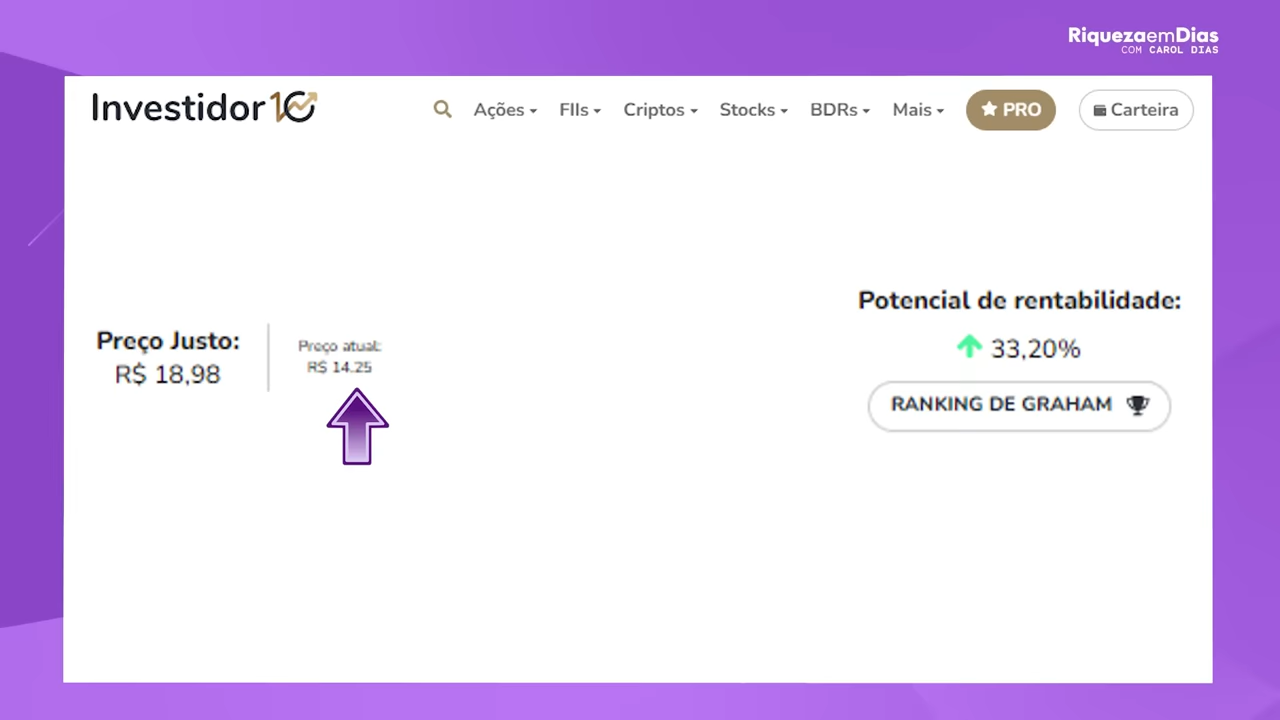 RiquezaemDias
COM CAROL DIAS
Investidor10
Ações
FIIs
Criptos
Stocks
BDRs
Mais
PRO
Carteira
Preço Justo:
R$ 18,98
Preço atual:
R$ 14.25
Potencial de rentabilidade:
33,20%
RANKING DE GRAHAM